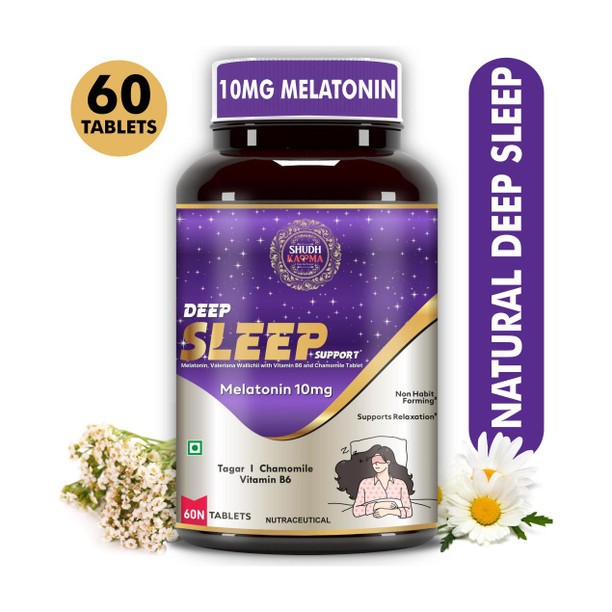 60
TABLETS
10MG MELATONIN
NATURAL DEEP SLEEP
SHUDH
KARMA
DEEP
SLEEP
SUPPORT
Melatonin, Valeriana Wallichii with Vitamin B6 and Chamomile Tablet
Melatonin 10mg
Non Habit
Forming*
Supports Relaxation*
Tagar | Chamomile
Vitamin B6
z z
60N TABLETS
NUTRACEUTICAL